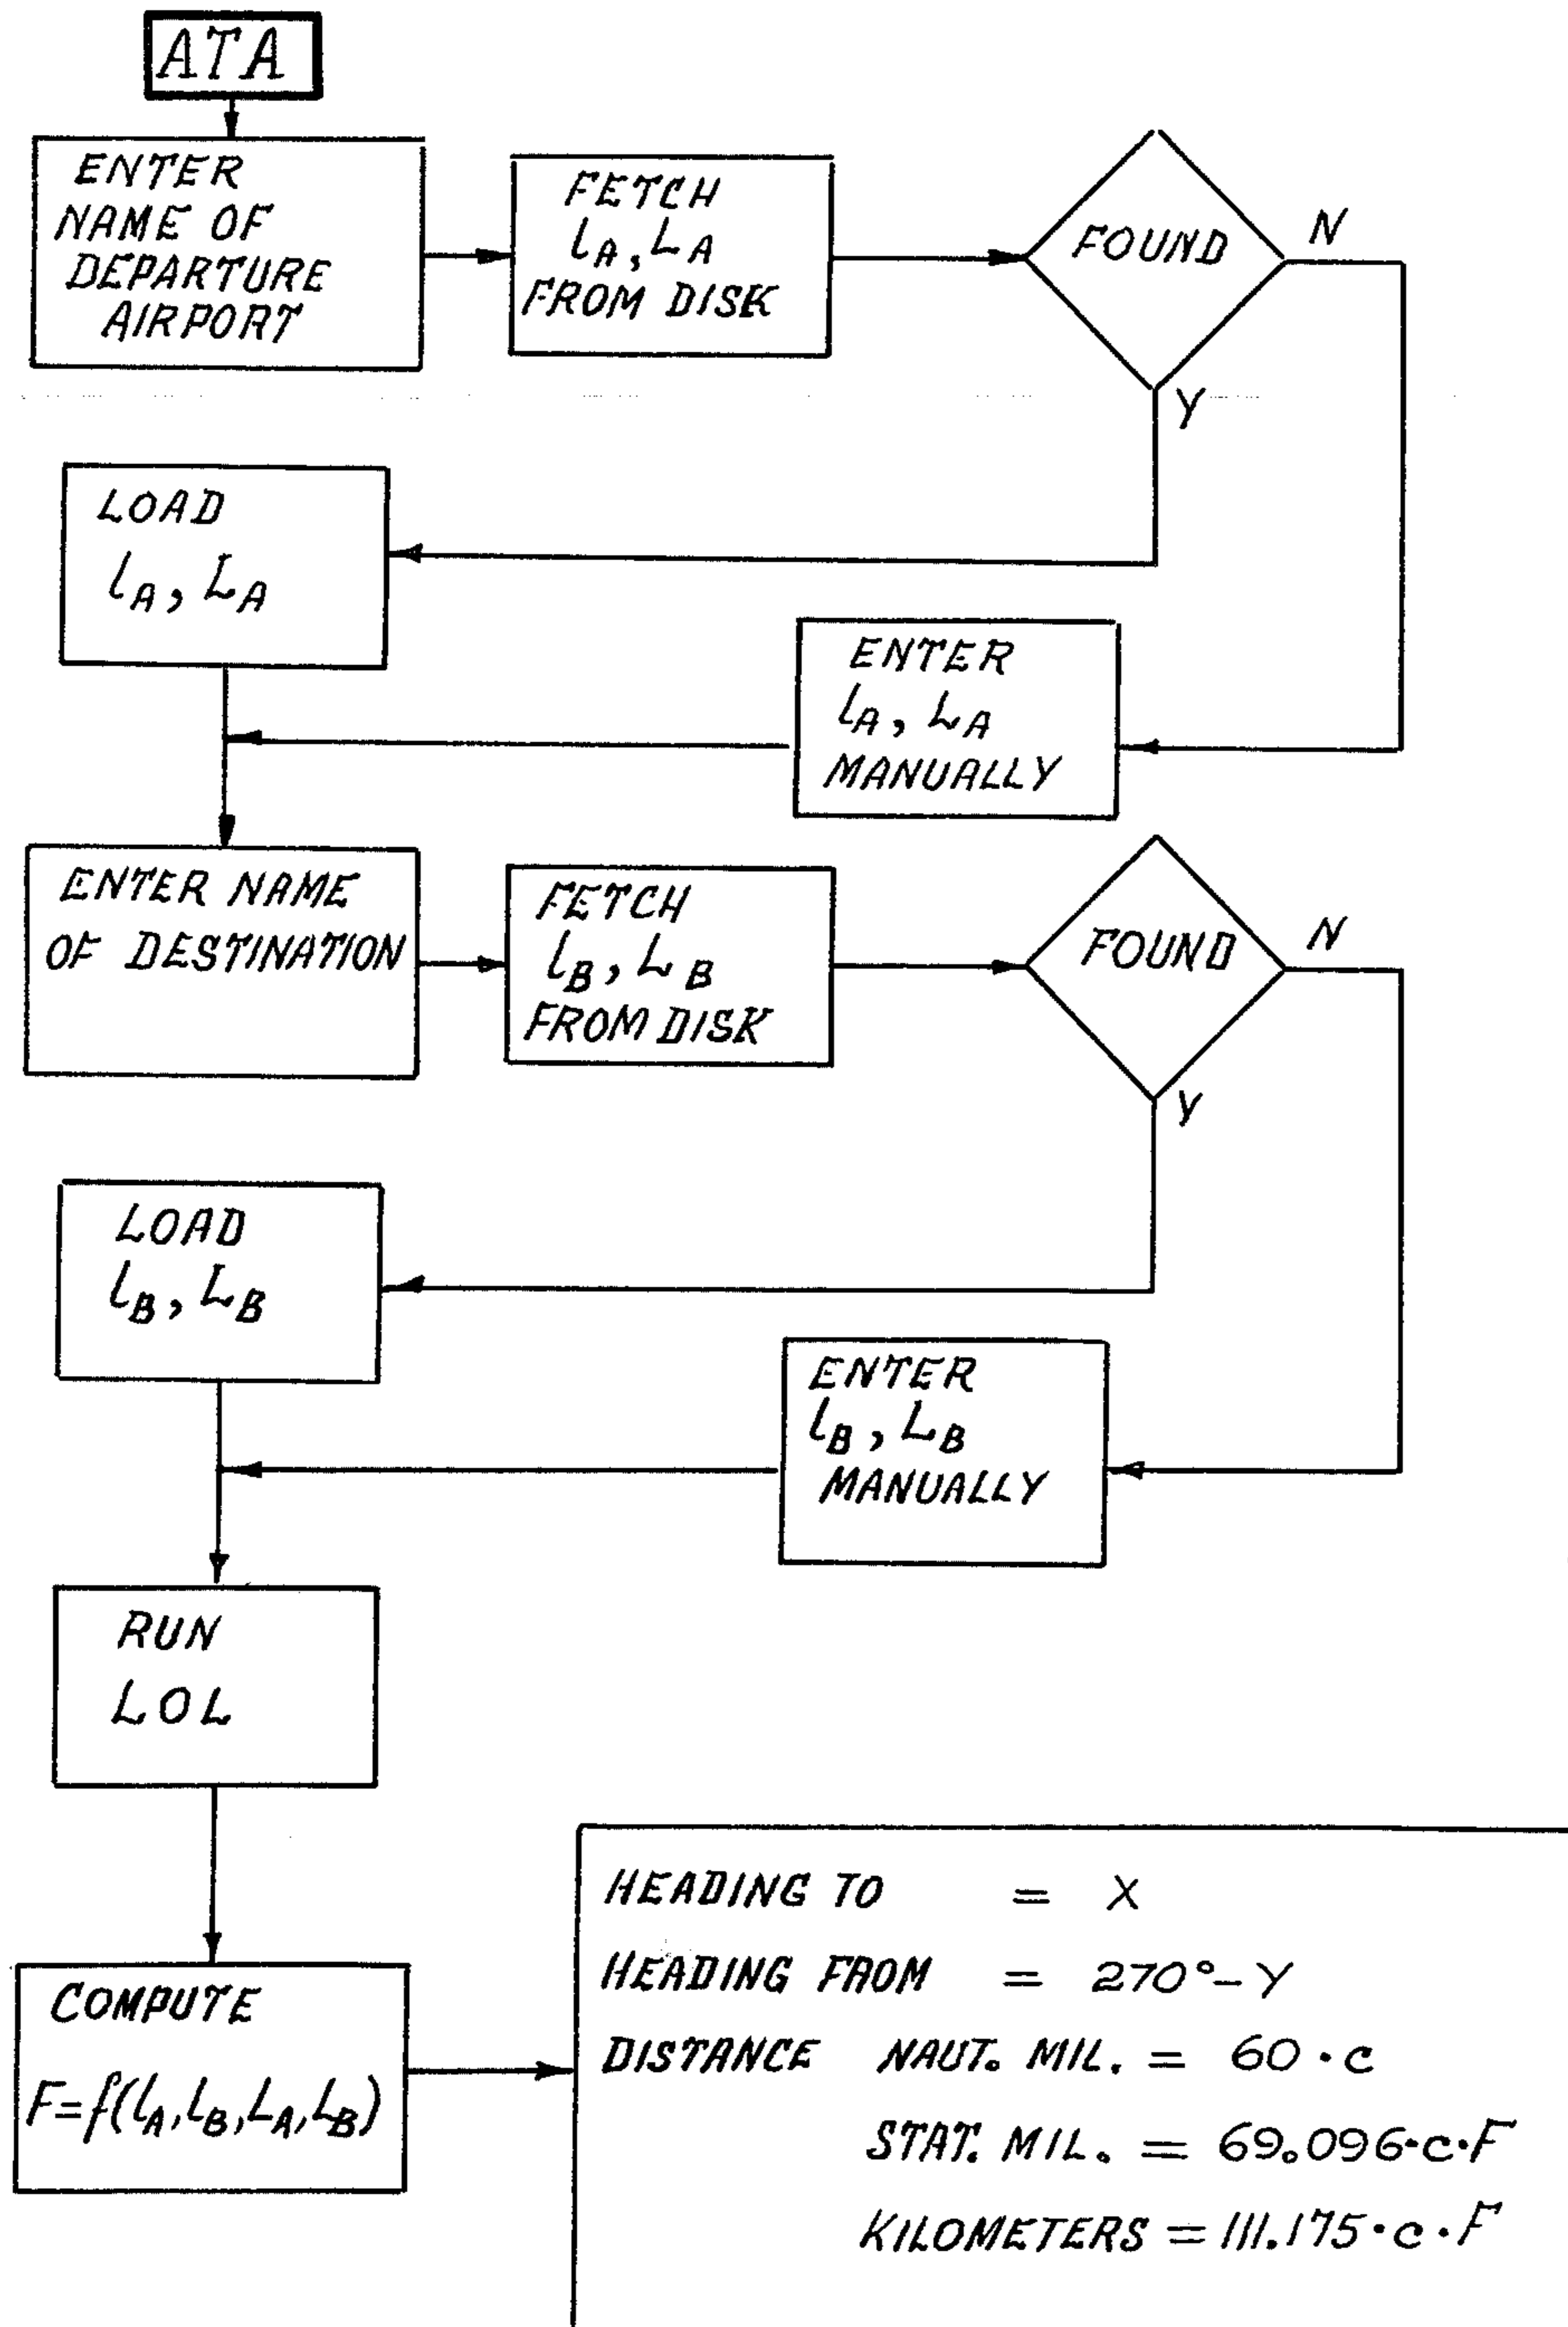 ATA
ENTER
NAME OF
DEPARTURE
AIRPORT
FETCH
l_A, L_A
FROM DISK
FOUND
N
Y
LOAD
l_A, L_A
ENTER
l_A, L_A
MANUALLY
ENTER NAME
OF DESTINATION
FETCH
l_B, L_B
FROM DISK
FOUND
N
Y
LOAD
l_B, L_B
ENTER
l_B, L_B
MANUALLY
RUN
LOL
COMPUTE
F=f(l_A, l_B, L_A, L_B)
HEADING TO = X
HEADING FROM = 270°-Y
DISTANCE NAUT. MIL. = 60·c
STAT. MIL. = 69.096·c·F
KILOMETERS = 111.175·c·F